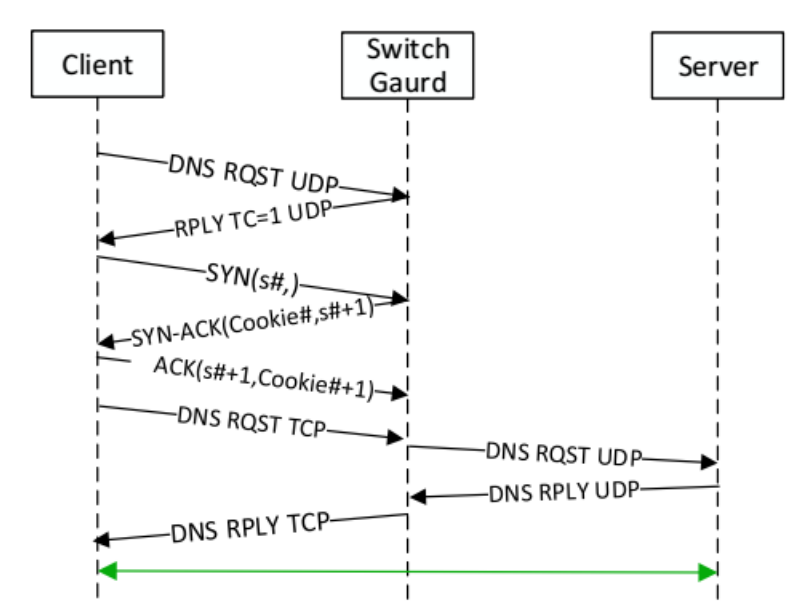 Client
Switch
Gaurd
Server
DNS RQST UDP
RPLY TC=1 UDP
SYN(s#,)
SYN-ACK(Cookie#,s#+1)
ACK(s#+1,Cookie#+1)
DNS RQST TCP
DNS RQST UDP
DNS RPLY UDP
DNS RPLY TCP